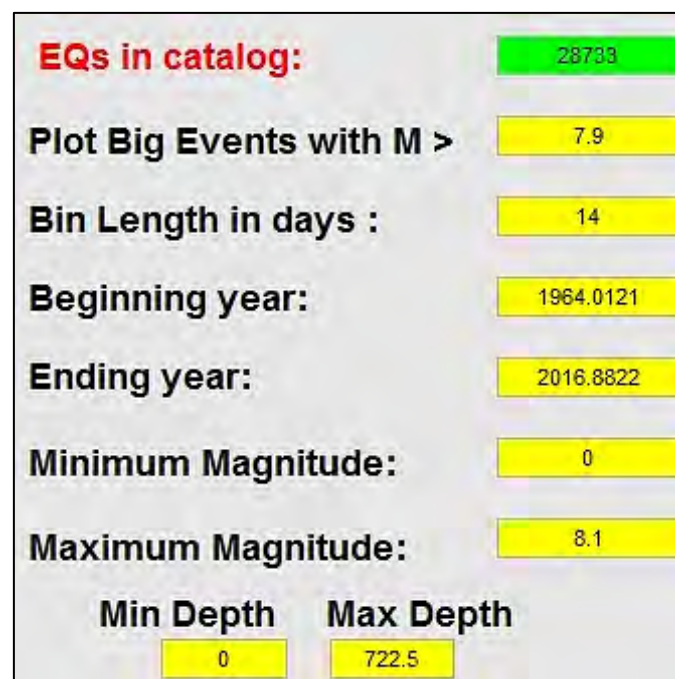 EQs in catalog: 28733
Plot Big Events with M > 7.9
Bin Length in days : 14
Beginning year: 1964.0121
Ending year: 2016.8822
Minimum Magnitude: 0
Maximum Magnitude: 8.1
Min Depth Max Depth
0 722.5